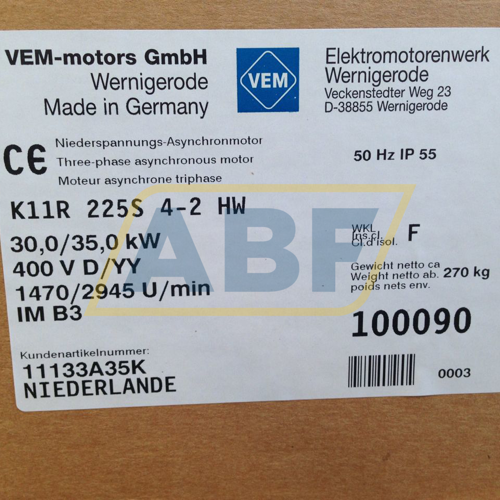 VEM-motors GmbH
Wernigerode
Made in Germany
VEM
Elektromotorenwerk
Wernigerode
Veckenstedter Weg 23
D-38855 Wernigerode
CE
Niederspannungs-Asynchronmotor
Three-phase asynchronous motor
Moteur asynchrone triphase
50 Hz IP 55
K11R 225S 4-2 HW
30,0/35,0 kW
400 V D/YY
1470/2945 U/min
IM B3
WKL
Ins.cl. F
Cl.d'isol.
Gewicht netto ca
Weight netto ab. 270 kg
poids nets env.
100090
Kundenartikelnummer:
11133A35K
NIEDERLANDE
0003
ABF